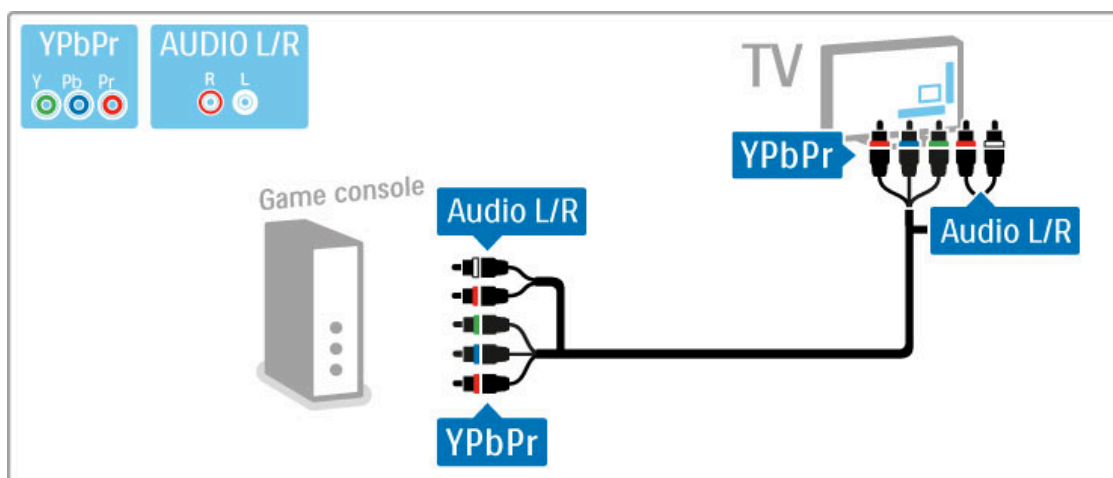 YPbPr
Y Pb Pr
AUDIO L/R
R L
TV
YPbPr
Audio L/R
Game console
Audio L/R
YPbPr